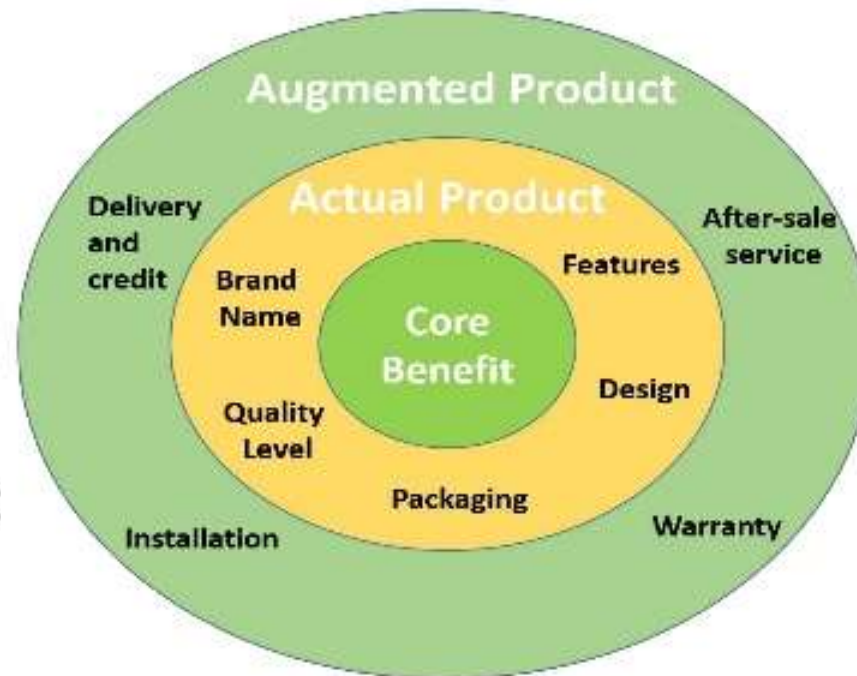 Augmented Product
Actual Product
Delivery
and
credit
After-sale
service
Brand
Name
Features
Core
Benefit
Quality
Level
Design
Packaging
Installation
Warranty